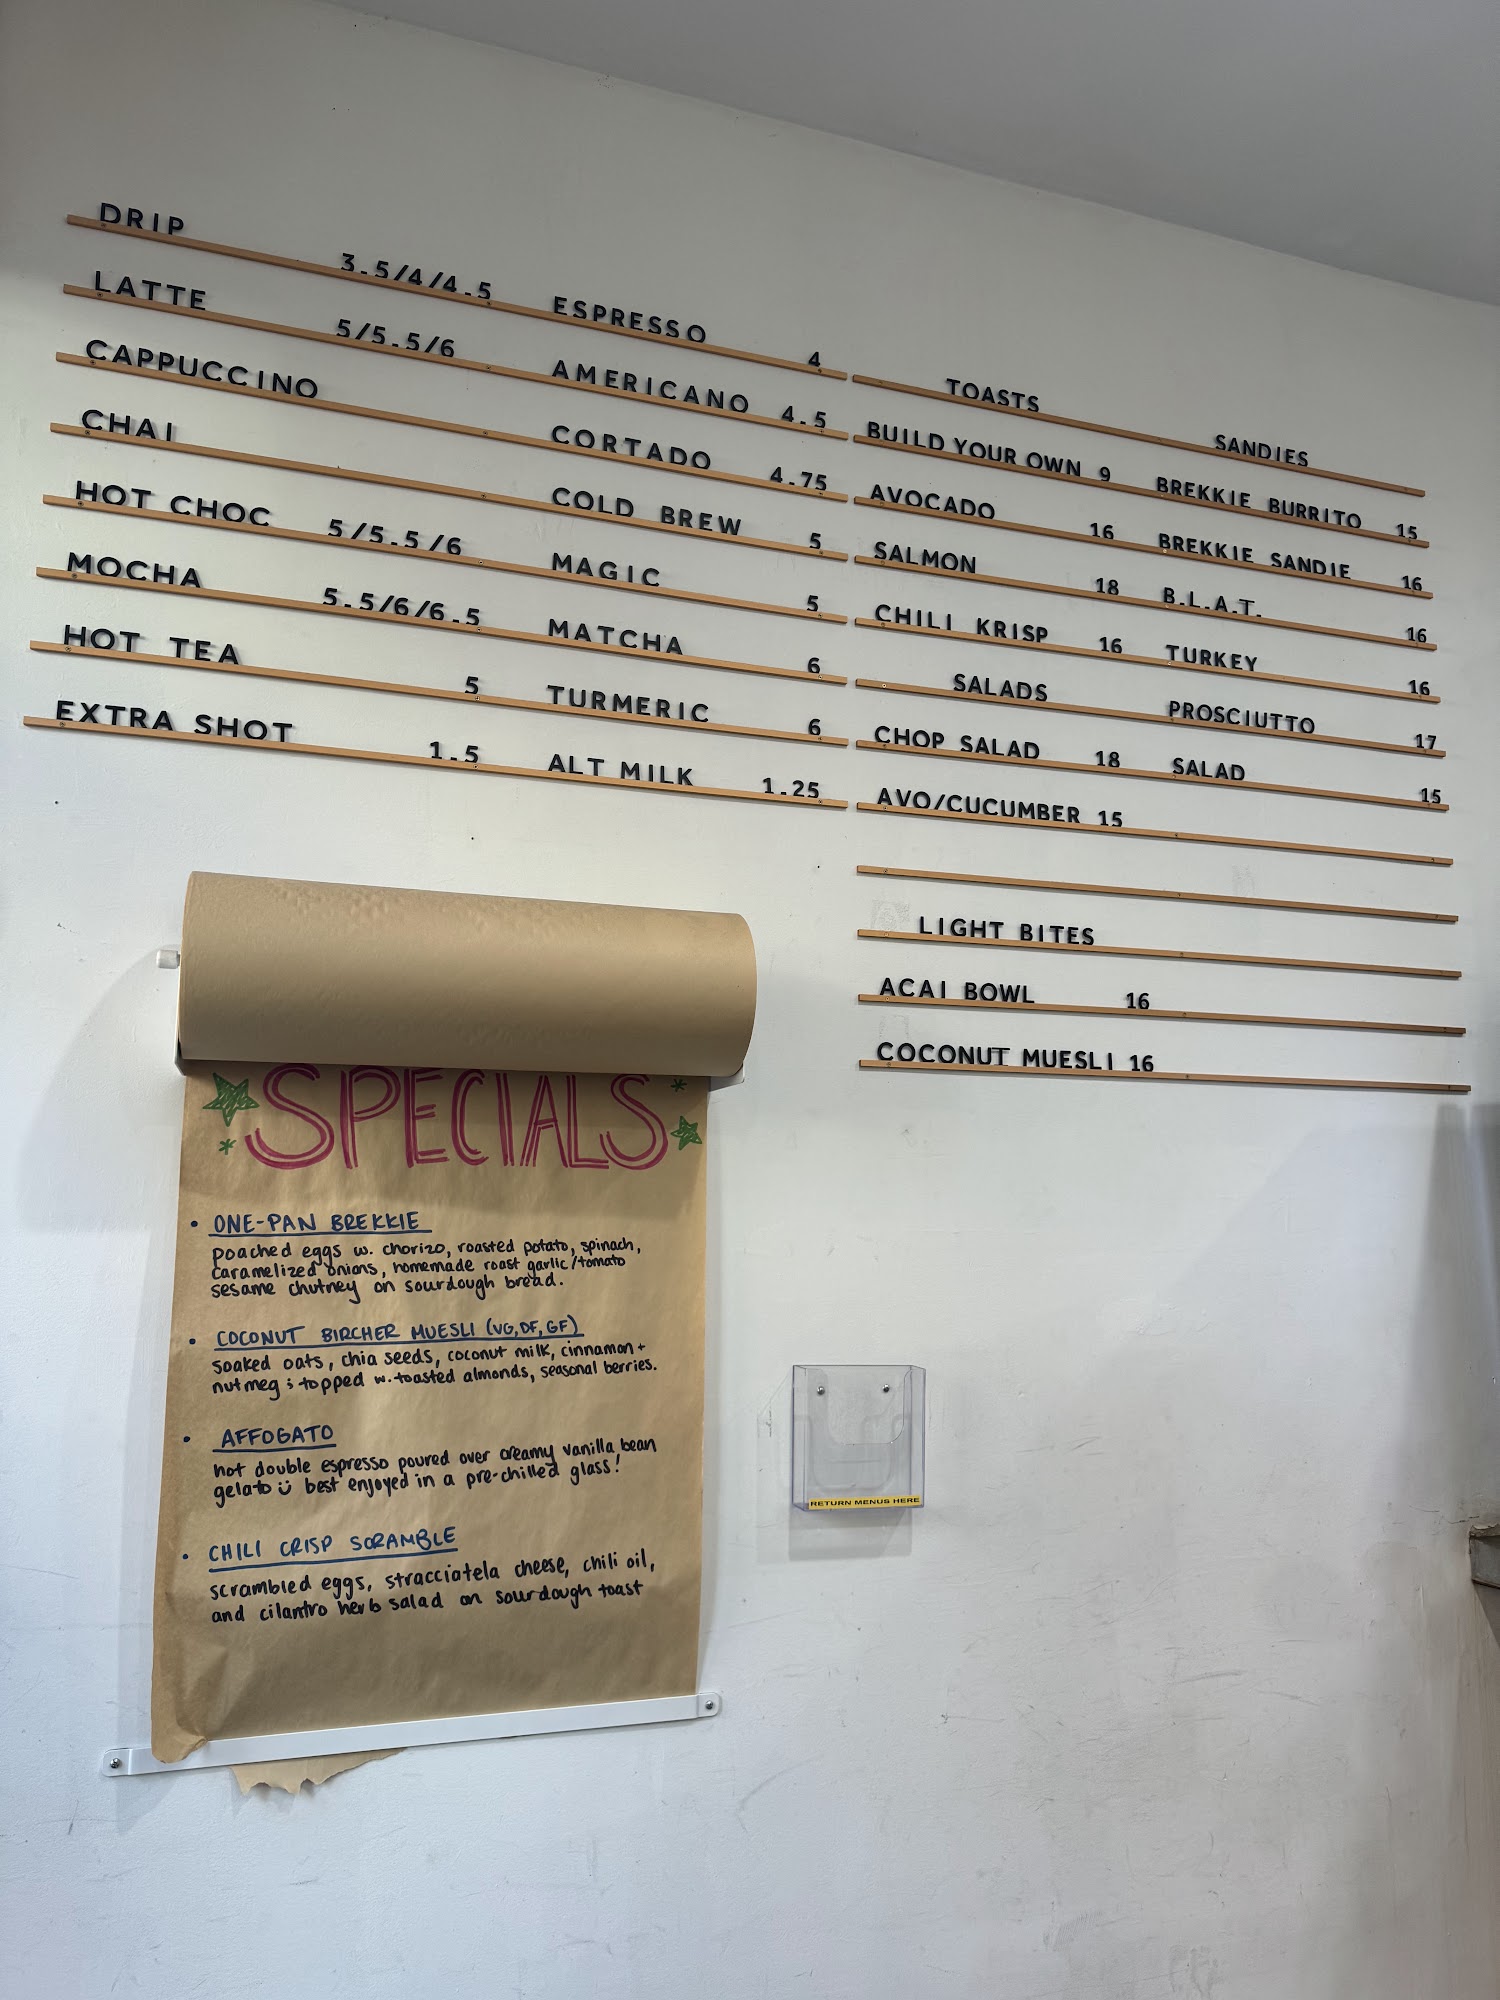 DRIP 3.5/4/4.5 ESPRESSO 4
LATTE 5/5.5/6 AMERICANO 4.5
CAPPUCCINO CORTADO 4.75
CHAI COLD BREW 5
HOT CHOC 5/5.5/6 MAGIC 5
MOCHA 5.5/6/6.5 MATCHA 6
HOT TEA 5 TURMERIC 6
EXTRA SHOT 1.5 ALT MILK 1.25
TOASTS SANDIES
BUILD YOUR OWN 9 BREKKIE BURRITO 15
AVOCADO 16 BREKKIE SANDIE 16
SALMON 18 B.L.A.T. 16
CHILI KRISP 16 TURKEY 16
SALADS PROSCIUTTO 17
CHOP SALAD 18 SALAD 15
AVO/CUCUMBER 15
LIGHT BITES
ACAI BOWL 16
COCONUT MUESLI 16
SPECIALS
• ONE-PAN BREKKIE
poached eggs w. chorizo, roasted potato, spinach,
caramelized onions, homemade roast garlic/tomato
sesame chutney on sourdough bread.
• COCONUT BIRCHER MUESLI (VG,DF,GF)
soaked oats, chia seeds, coconut milk, cinnamon +
nutmeg; topped w. toasted almonds, seasonal berries.
• AFFOGATO
hot double espresso poured over creamy vanilla bean
gelato ü best enjoyed in a pre-chilled glass!
• CHILI CRISP SCRAMBLE
scrambled eggs, stracciatela cheese, chili oil,
and cilantro herb salad on sourdough toast
RETURN MENUS HERE